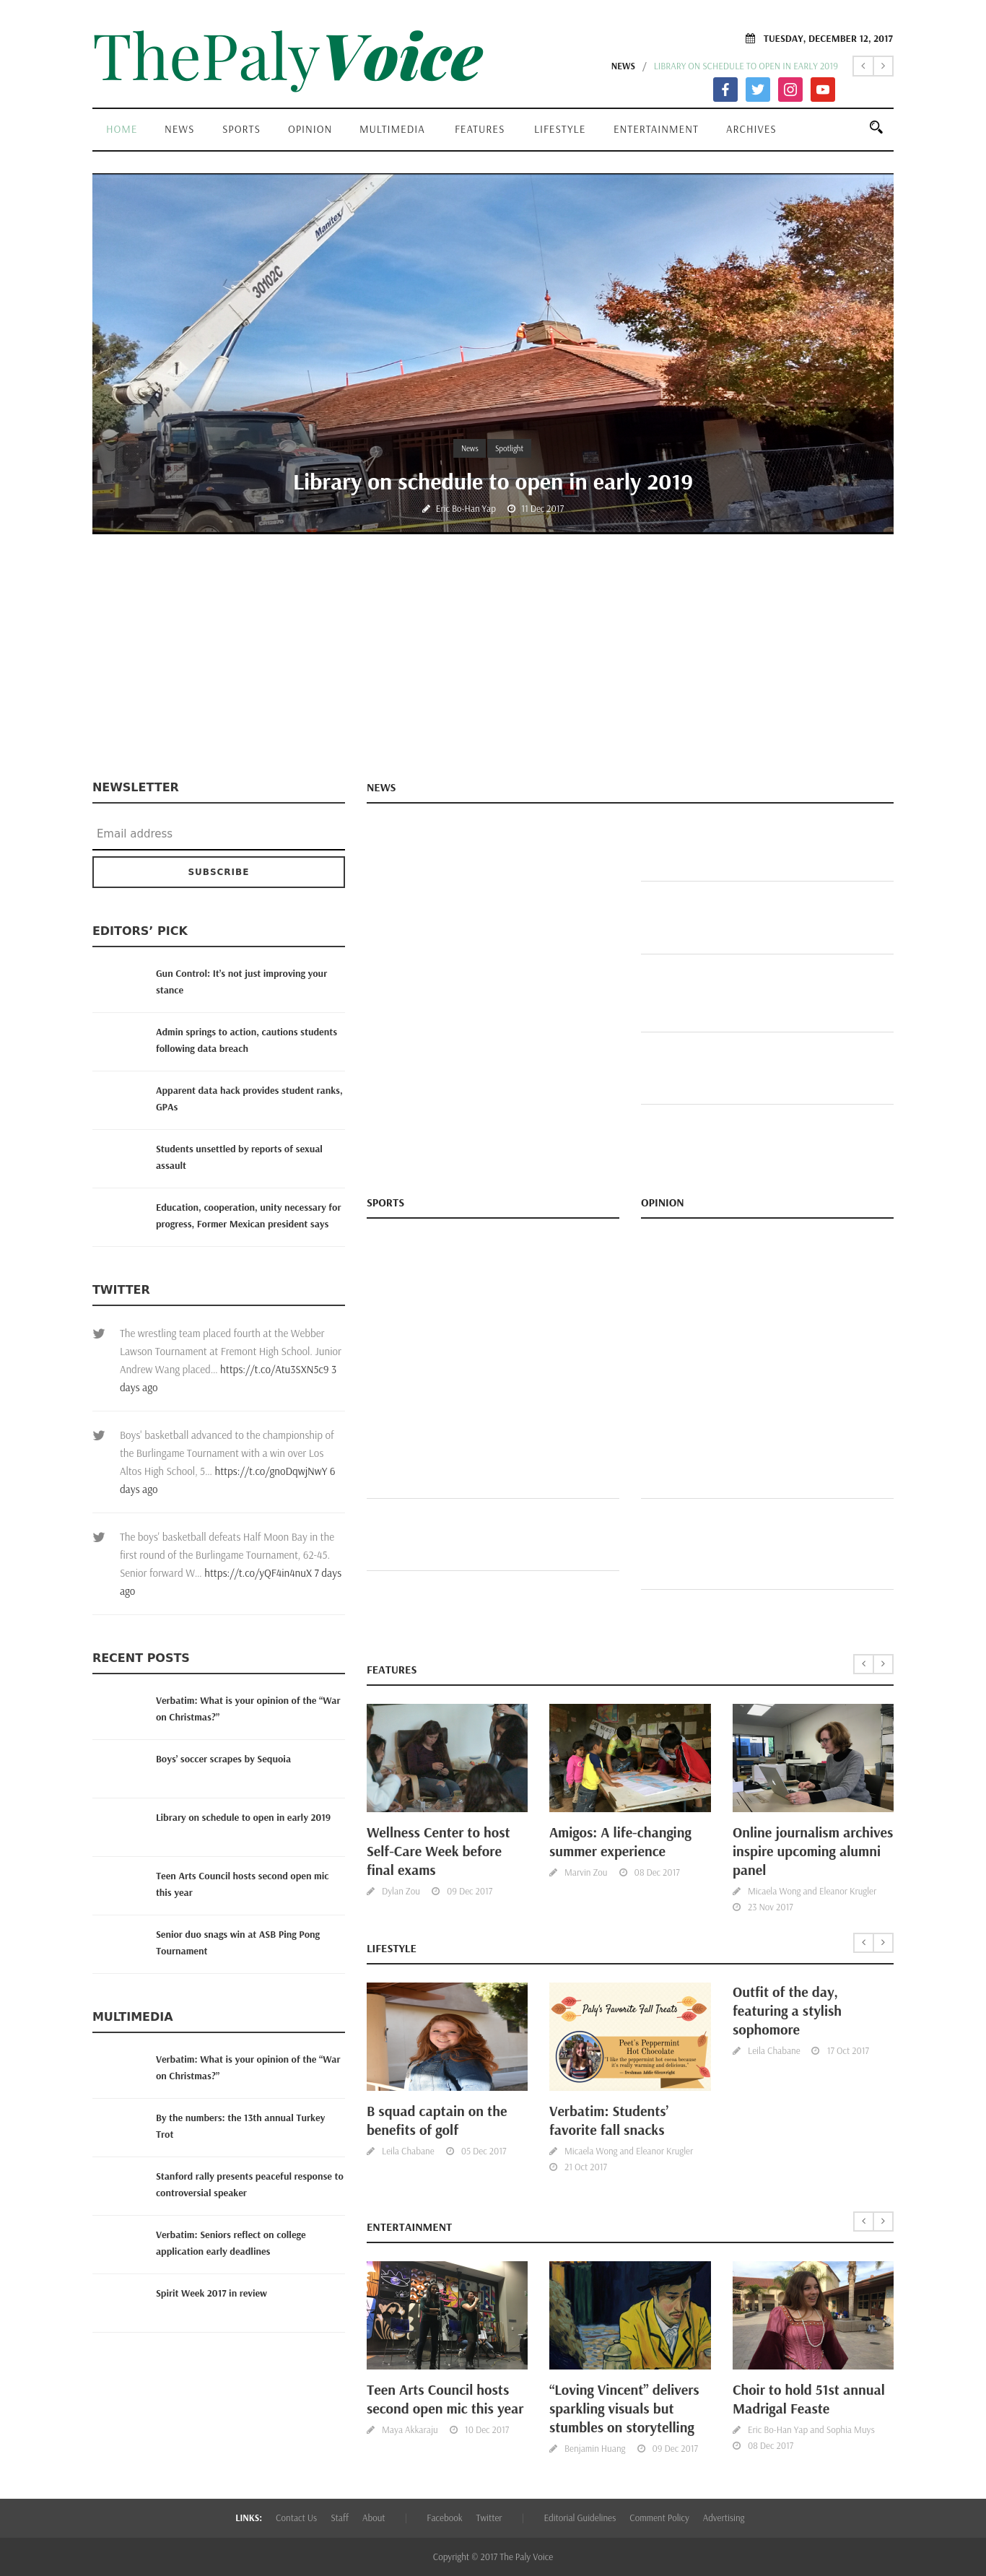 ThePalyVoice
TUESDAY, DECEMBER 12, 2017
NEWS / LIBRARY ON SCHEDULE TO OPEN IN EARLY 2019
HOME NEWS SPORTS OPINION MULTIMEDIA FEATURES LIFESTYLE ENTERTAINMENT ARCHIVES
Manitex
30102C
News Spotlight
Library on schedule to open in early 2019
Eric Bo-Han Yap 11 Dec 2017
NEWSLETTER
Email address
SUBSCRIBE
EDITORS’ PICK
Gun Control: It's not just improving your
stance
Admin springs to action, cautions students
following data breach
Apparent data hack provides student ranks,
GPAs
Students unsettled by reports of sexual
assault
Education, cooperation, unity necessary for
progress, Former Mexican president says
TWITTER
The wrestling team placed fourth at the Webber
Lawson Tournament at Fremont High School. Junior
Andrew Wang placed... https://t.co/Atu3SXN5c9 3
days ago
Boys' basketball advanced to the championship of
the Burlingame Tournament with a win over Los
Altos High School, 5... https://t.co/gnoDqwjNwY 6
days ago
The boys' basketball defeats Half Moon Bay in the
first round of the Burlingame Tournament, 62-45.
Senior forward W... https://t.co/yQF4in4nuX 7 days
ago
RECENT POSTS
Verbatim: What is your opinion of the “War
on Christmas?”
Boys’ soccer scrapes by Sequoia
Library on schedule to open in early 2019
Teen Arts Council hosts second open mic
this year
Senior duo snags win at ASB Ping Pong
Tournament
MULTIMEDIA
Verbatim: What is your opinion of the “War
on Christmas?”
By the numbers: the 13th annual Turkey
Trot
Stanford rally presents peaceful response to
controversial speaker
Verbatim: Seniors reflect on college
application early deadlines
Spirit Week 2017 in review
NEWS
SPORTS
OPINION
FEATURES
Wellness Center to host
Self-Care Week before
final exams
Dylan Zou 09 Dec 2017
Amigos: A life-changing
summer experience
Marvin Zou 08 Dec 2017
Online journalism archives
inspire upcoming alumni
panel
Micaela Wong and Eleanor Krugler
23 Nov 2017
LIFESTYLE
B squad captain on the
benefits of golf
Leila Chabane 05 Dec 2017
Paly's Favorite Fall Treats
Peet's Peppermint
Hot Chocolate
"I like the peppermint hot cocoa because
it's really warming and delicious."
Verbatim: Students’
favorite fall snacks
Micaela Wong and Eleanor Krugler
21 Oct 2017
Outfit of the day,
featuring a stylish
sophomore
Leila Chabane 17 Oct 2017
ENTERTAINMENT
Teen Arts Council hosts
second open mic this year
Maya Akkaraju 10 Dec 2017
“Loving Vincent” delivers
sparkling visuals but
stumbles on storytelling
Benjamin Huang 09 Dec 2017
Choir to hold 51st annual
Madrigal Feaste
Eric Bo-Han Yap and Sophia Muys
08 Dec 2017
LINKS: Contact Us Staff About | Facebook Twitter | Editorial Guidelines Comment Policy Advertising
Copyright © 2017 The Paly Voice